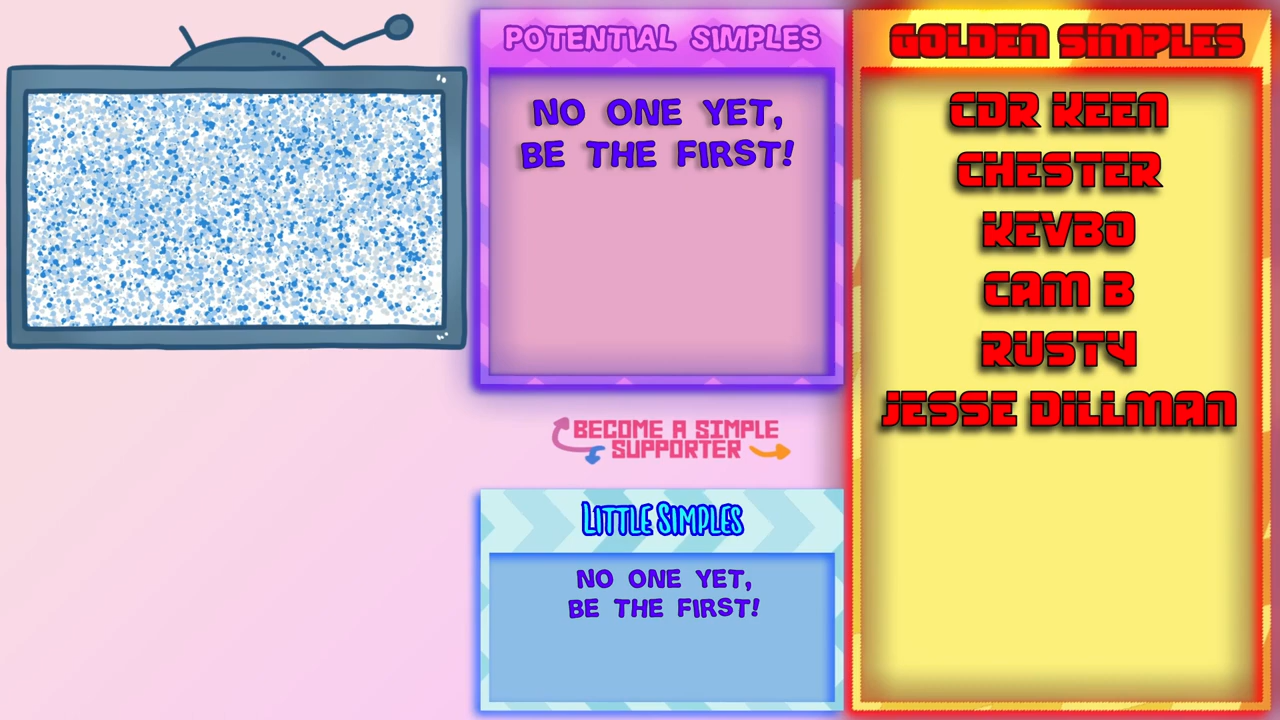 POTENTIAL SIMPLES
NO ONE YET,
BE THE FIRST!
BECOME A SIMPLE
SUPPORTER
LITTLE SIMPLES
NO ONE YET,
BE THE FIRST!
GOLDEN SIMPLES
CDR KEEN
CHESTER
KEVBO
CAM B
RUSTY
JESSE DILLMAN